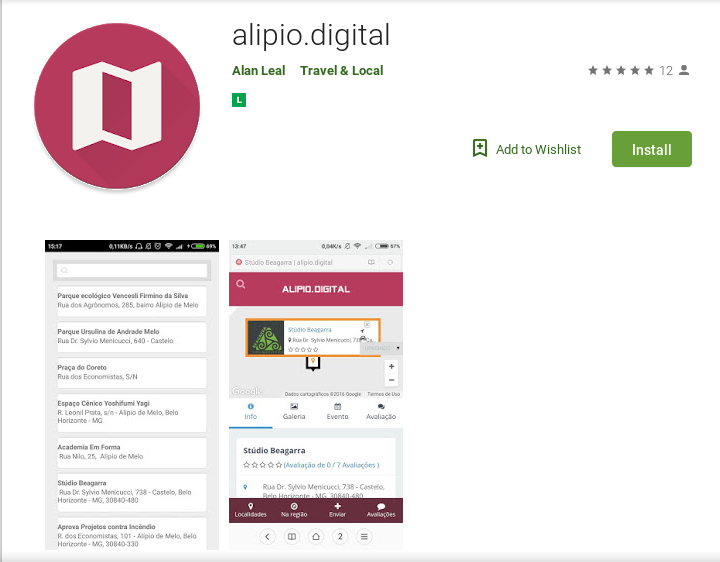 alipio.digital
Alan Leal Travel & Local
12
L
Add to Wishlist
Install
15:17 0,11KB/s 69%
Parque ecológico Vencesli Firmino da Silva
Rua dos Agrônomos, 285, bairro Alípio de Melo
Parque Ursulina de Andrade Melo
Rua Dr. Sylvio Menicucci, 640 - Castelo
Praça do Coreto
Rua dos Economistas, S/N
Espaço Cênico Yoshifumi Yagi
R. Leonil Prata, s/n - Alípio de Melo, Belo
Horizonte - MG
Academia Em Forma
Rua Nilo, 25, Alípio de Melo
Stúdio Beagarra
Rua Dr. Sylvio Menicucci, 738 - Castelo, Belo
Horizonte - MG, 30840-480
Aprova Projetos contra Incêndio
R. dos Economistas, 101 - Alípio de Melo, Belo
Horizonte - MG, 30840-330
13:47 0,04K/s 67%
Stúdio Beagarra | alipio.digital
ALIPIO.DIGITAL
Stúdio Beagarra
Rua Dr. Sylvio Menicucci, 738
Google
Dados cartográficos ©2016 Google Termos de Uso
Info Galeria Evento Avaliação
Stúdio Beagarra
(Avaliação de 0 / 7 Avaliações )
Rua Dr. Sylvio Menicucci, 738 - Castelo,
Belo Horizonte - MG, 30840-480
Localidades Na região Enviar Avaliações
2